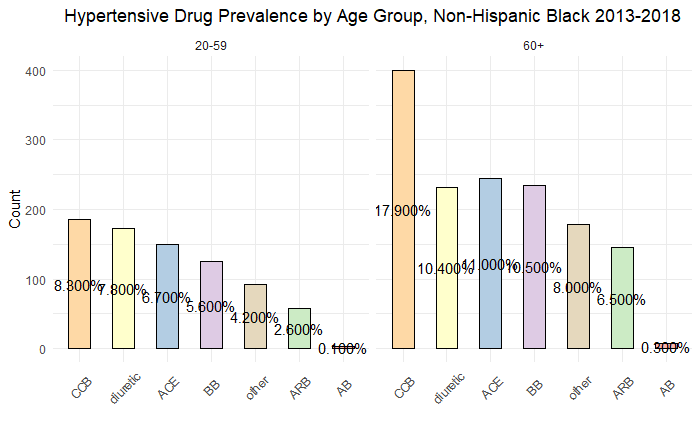 Hypertensive Drug Prevalence by Age Group, Non-Hispanic Black 2013-2018
20-59
60+
400
300
200
100
0
Count
8.300%
7.800%
6.700%
5.600%
4.200%
2.600%
0.100%
17.900%
10.400%
11.000%
10.500%
8.000%
6.500%
0.300%
CCB
diuretic
ACE
BB
other
ARB
AB
CCB
diuretic
ACE
BB
other
ARB
AB